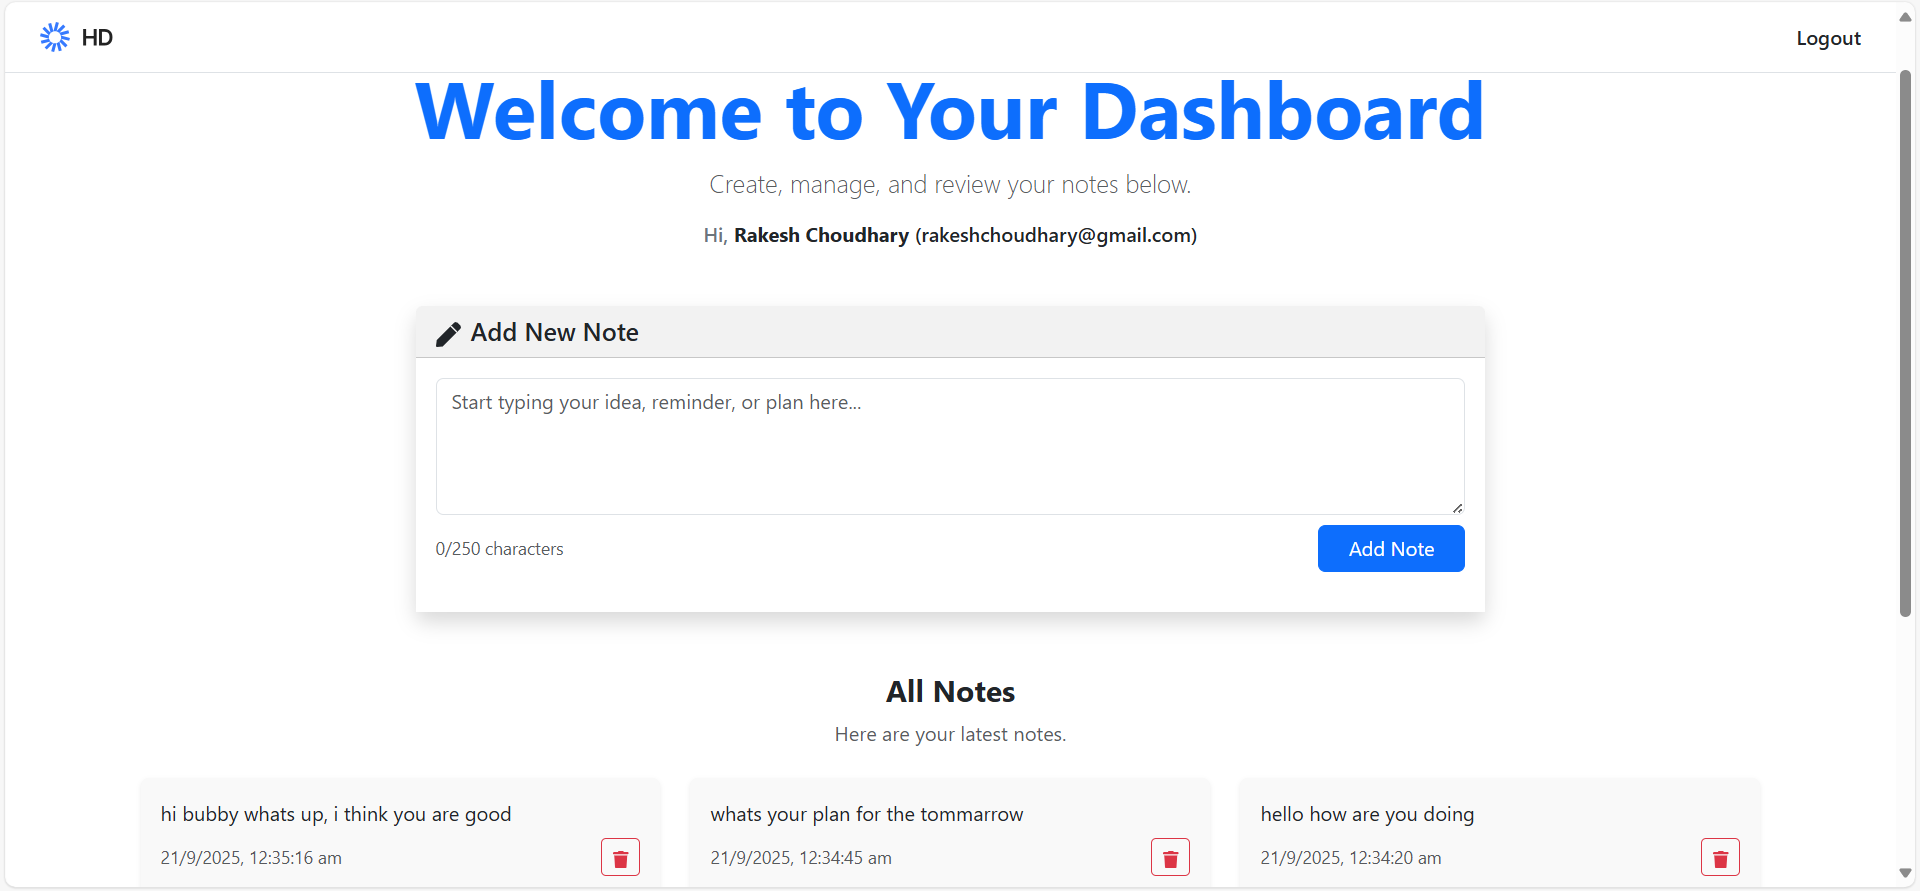 HD
Logout
Welcome to Your Dashboard
Create, manage, and review your notes below.
Hi, Rakesh Choudhary (rakeshchoudhary@gmail.com)
Add New Note
Start typing your idea, reminder, or plan here...
0/250 characters
Add Note
All Notes
Here are your latest notes.
hi bubby whats up, i think you are good
21/9/2025, 12:35:16 am
whats your plan for the tommarrow
21/9/2025, 12:34:45 am
hello how are you doing
21/9/2025, 12:34:20 am